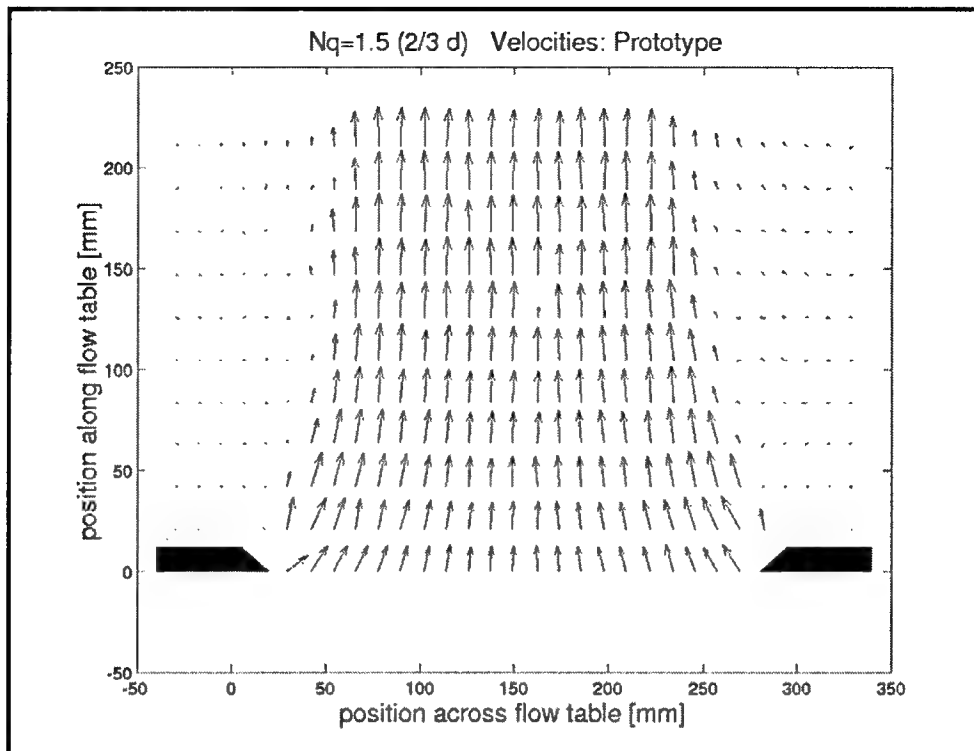 Nq=1.5 (2/3 d) Velocities: Prototype
250
200
150
100
50
0
-50
position along flow table [mm]
-50 0 50 100 150 200 250 300 350
position across flow table [mm]